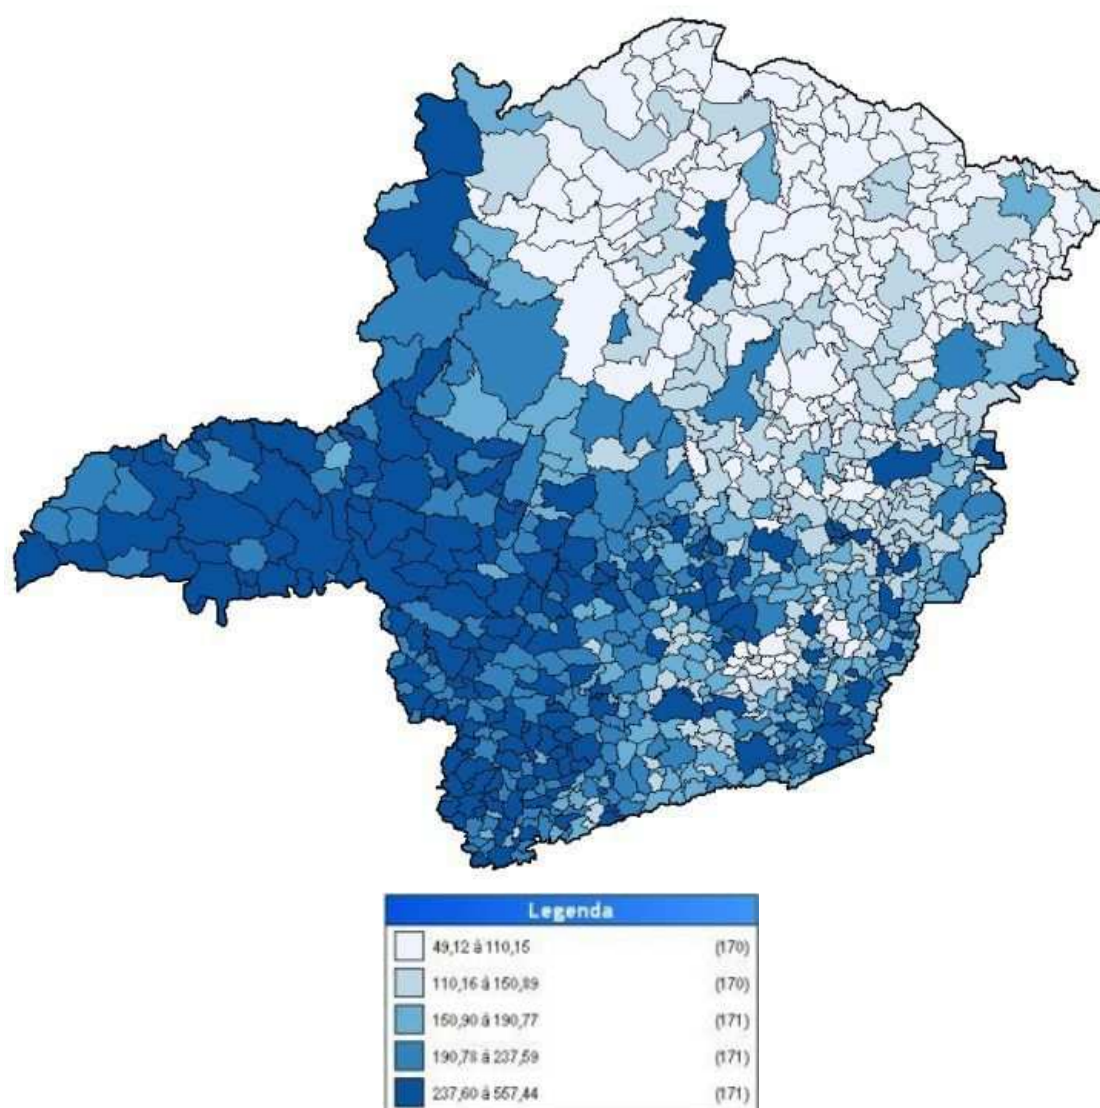 Legenda
49,12 à 110,15 (170)
110,16 à 150,89 (170)
150,90 à 190,77 (171)
190,78 à 237,59 (171)
237,60 à 557,44 (171)